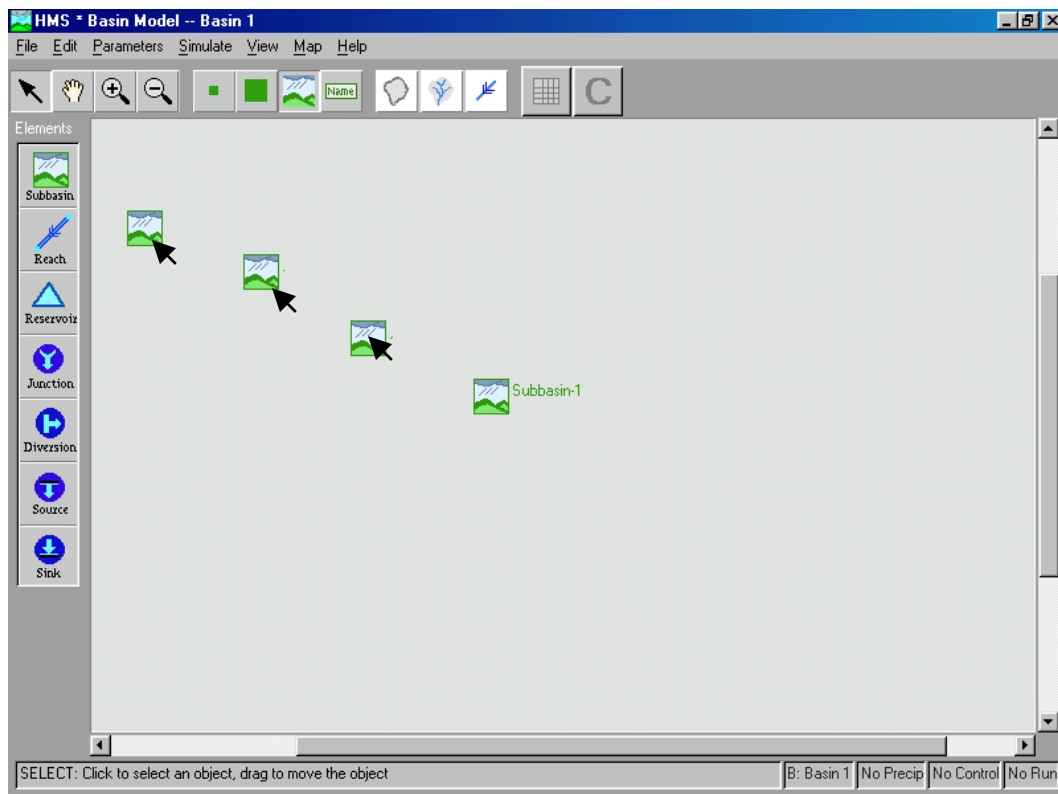 HMS * Basin Model -- Basin 1
File Edit Parameters Simulate View Map Help
Name
C
Elements
Subbasin
Reach
Reservoir
Junction
Diversion
Source
Sink
Subbasin-1
SELECT: Click to select an object, drag to move the object
B: Basin 1 No Precip No Control No Run